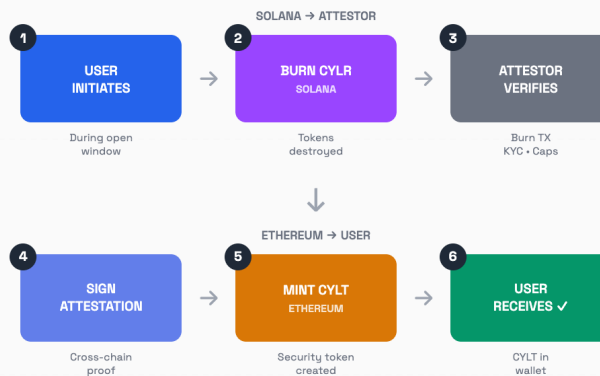 SOLANA → ATTESTOR
1
USER
INITIATES
During open
window
2
BURN CYLR
SOLANA
Tokens
destroyed
3
ATTESTOR
VERIFIES
Burn TX
KYC • Caps
ETHEREUM → USER
4
SIGN
ATTESTATION
Cross-chain
proof
5
MINT CYLT
ETHEREUM
Security token
created
6
USER
RECEIVES ✓
CYLT in
wallet